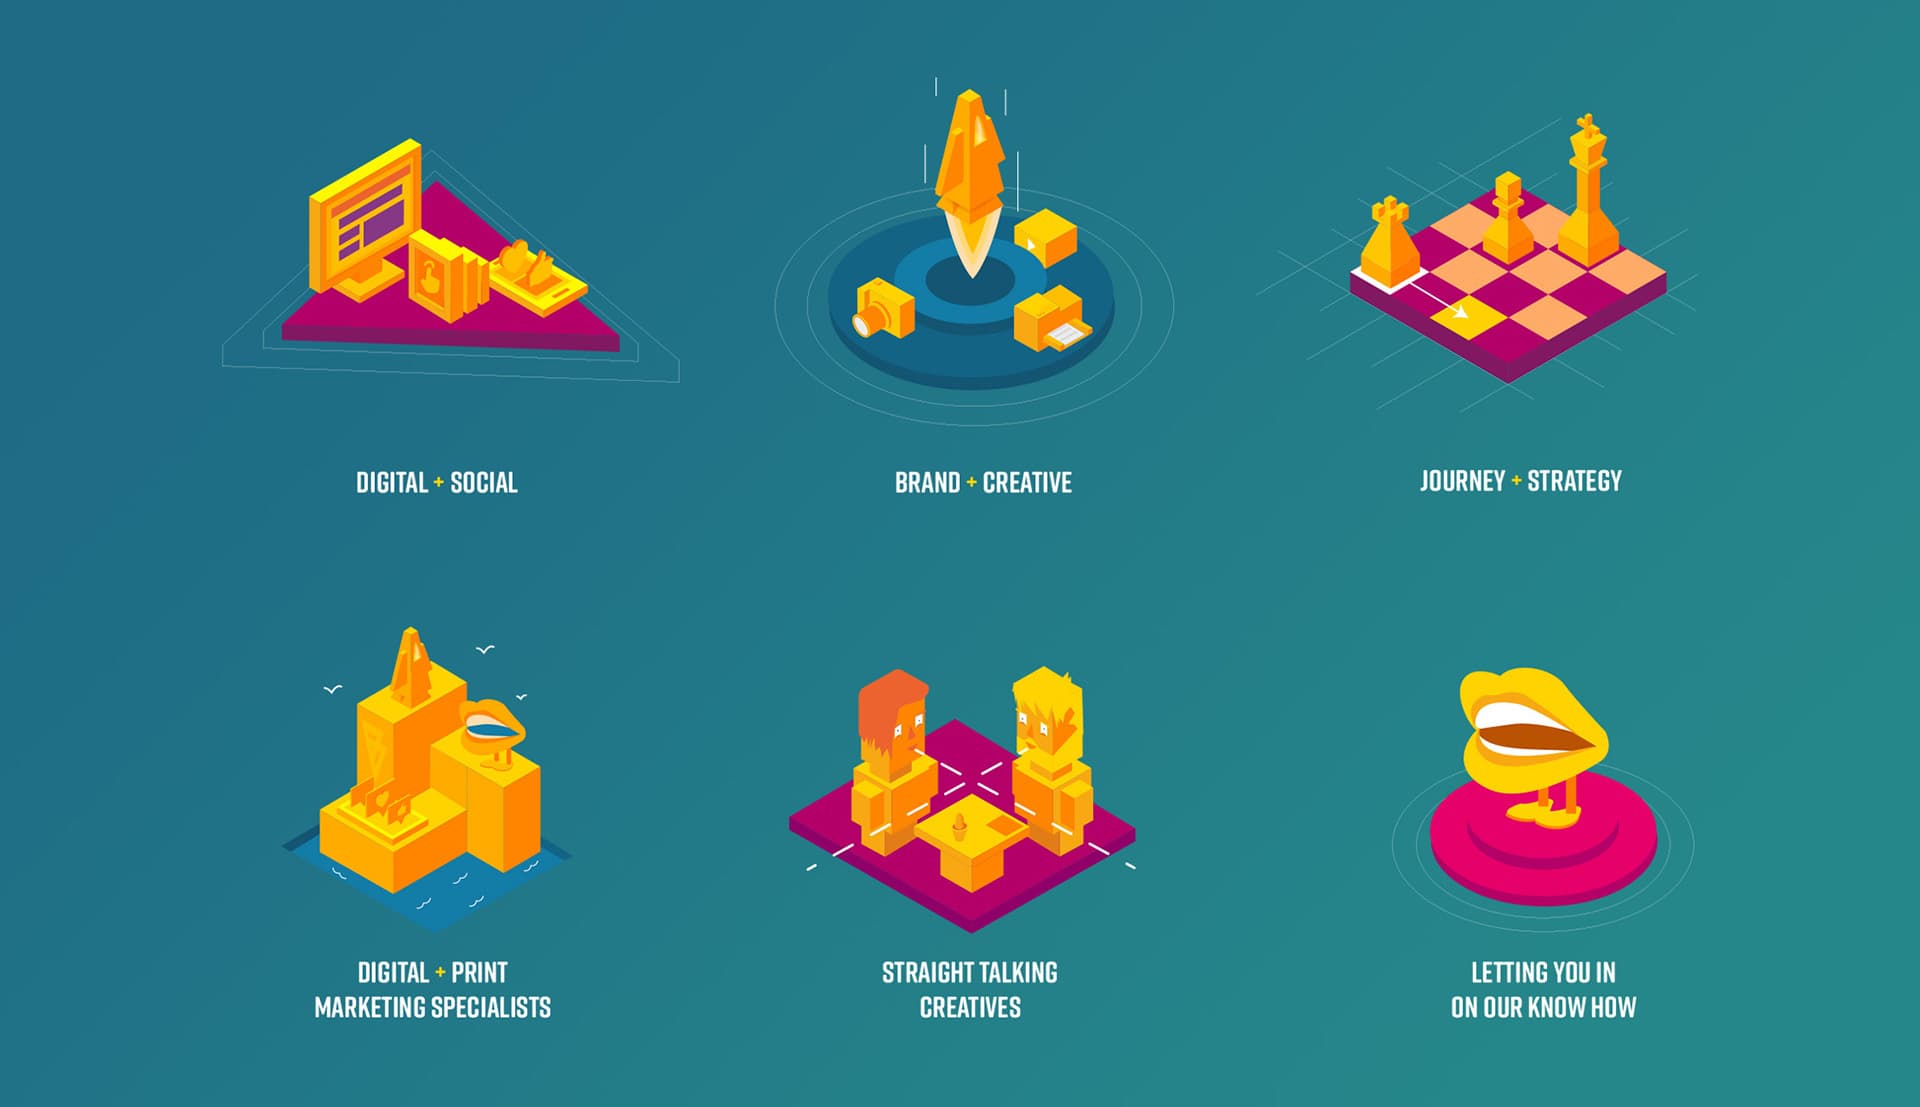 DIGITAL + SOCIAL
BRAND + CREATIVE
JOURNEY + STRATEGY
DIGITAL + PRINT
MARKETING SPECIALISTS
STRAIGHT TALKING
CREATIVES
LETTING YOU IN
ON OUR KNOW HOW